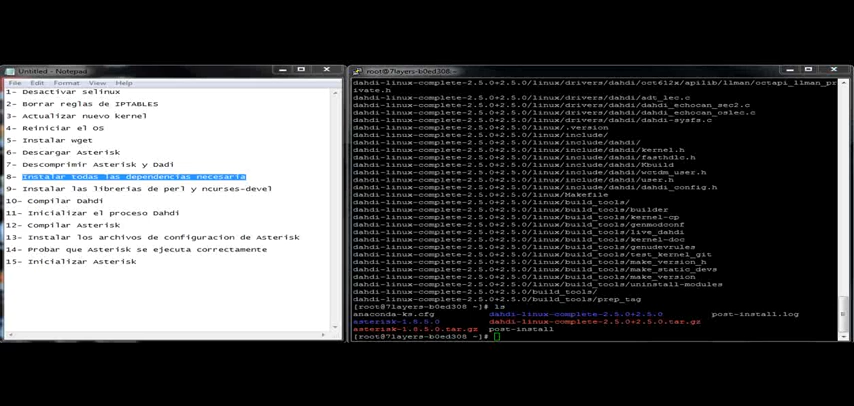 Untitled - Notepad
File Edit Format View Help
1- Desactivar selinux
2- Borrar reglas de IPTABLES
3- Actualizar nuevo kernel
4- Reiniciar el OS
5- Instalar wget
6- Descargar Asterisk
7- Descomprimir Asterisk y Dadi
8- Instalar todas las dependencias necesaria
9- Instalar las librerias de perl y ncurses-devel
10- Compilar Dahdi
11- Inicializar el proceso Dahdi
12- Compilar Asterisk
13- Instalar los archivos de configuracion de Asterisk
14- Probar que Asterisk se ejecuta correctamente
15- Inicializar Asterisk
root@7layers-b0ed308:~
dahdi-linux-complete-2.5.0+2.5.0/linux/drivers/dahdi/oct612x/apilib/llman/octapi_llman_pr
ivate.h
dahdi-linux-complete-2.5.0+2.5.0/linux/drivers/dahdi/adt_lec.c
dahdi-linux-complete-2.5.0+2.5.0/linux/drivers/dahdi/dahdi_echocan_sec2.c
dahdi-linux-complete-2.5.0+2.5.0/linux/drivers/dahdi/dahdi_echocan_oslec.c
dahdi-linux-complete-2.5.0+2.5.0/linux/drivers/dahdi/dahdi-sysfs.c
dahdi-linux-complete-2.5.0+2.5.0/linux/.version
dahdi-linux-complete-2.5.0+2.5.0/linux/include/
dahdi-linux-complete-2.5.0+2.5.0/linux/include/dahdi/
dahdi-linux-complete-2.5.0+2.5.0/linux/include/dahdi/kernel.h
dahdi-linux-complete-2.5.0+2.5.0/linux/include/dahdi/fasthdlc.h
dahdi-linux-complete-2.5.0+2.5.0/linux/include/dahdi/Kbuild
dahdi-linux-complete-2.5.0+2.5.0/linux/include/dahdi/wctdm_user.h
dahdi-linux-complete-2.5.0+2.5.0/linux/include/dahdi/user.h
dahdi-linux-complete-2.5.0+2.5.0/linux/include/dahdi/dahdi_config.h
dahdi-linux-complete-2.5.0+2.5.0/linux/Makefile
dahdi-linux-complete-2.5.0+2.5.0/linux/build_tools/
dahdi-linux-complete-2.5.0+2.5.0/linux/build_tools/builder
dahdi-linux-complete-2.5.0+2.5.0/linux/build_tools/kernel-cp
dahdi-linux-complete-2.5.0+2.5.0/linux/build_tools/genmodconf
dahdi-linux-complete-2.5.0+2.5.0/linux/build_tools/live_dahdi
dahdi-linux-complete-2.5.0+2.5.0/linux/build_tools/kernel-doc
dahdi-linux-complete-2.5.0+2.5.0/linux/build_tools/genudevrules
dahdi-linux-complete-2.5.0+2.5.0/linux/build_tools/test_kernel_git
dahdi-linux-complete-2.5.0+2.5.0/linux/build_tools/make_version_h
dahdi-linux-complete-2.5.0+2.5.0/linux/build_tools/make_static_devs
dahdi-linux-complete-2.5.0+2.5.0/linux/build_tools/make_version
dahdi-linux-complete-2.5.0+2.5.0/linux/build_tools/uninstall-modules
dahdi-linux-complete-2.5.0+2.5.0/build_tools/
dahdi-linux-complete-2.5.0+2.5.0/build_tools/prep_tag
[root@7layers-b0ed308 ~]# ls
anaconda-ks.cfg dahdi-linux-complete-2.5.0+2.5.0 post-install.log
asterisk-1.8.5.0 dahdi-linux-complete-2.5.0+2.5.0.tar.gz
asterisk-1.8.5.0.tar.gz post-install
[root@7layers-b0ed308 ~]#